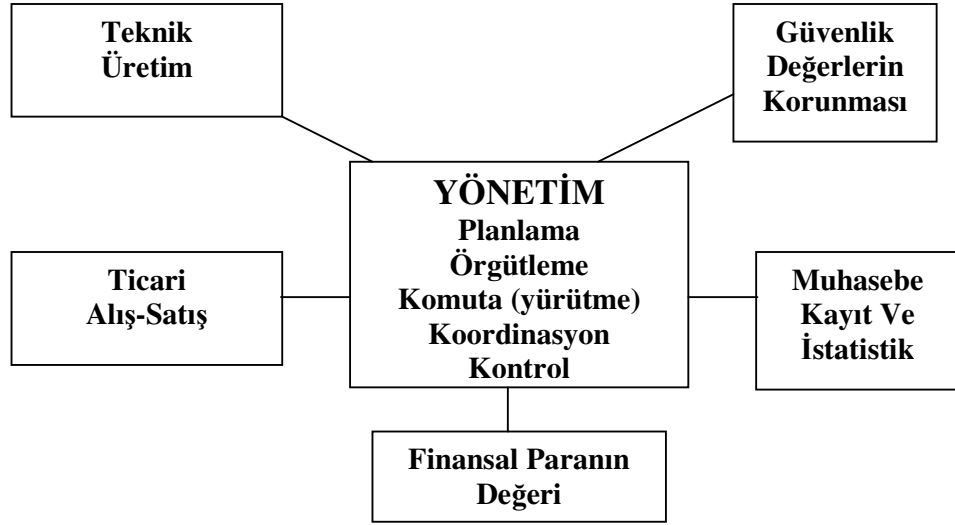 Teknik
Üretim
Güvenlik
Değerlerin
Korunması
YÖNETİM
Planlama
Örgütleme
Komuta (yürütme)
Koordinasyon
Kontrol
Ticari
Alış-Satış
Muhasebe
Kayıt Ve
İstatistik
Finansal Paranın
Değeri